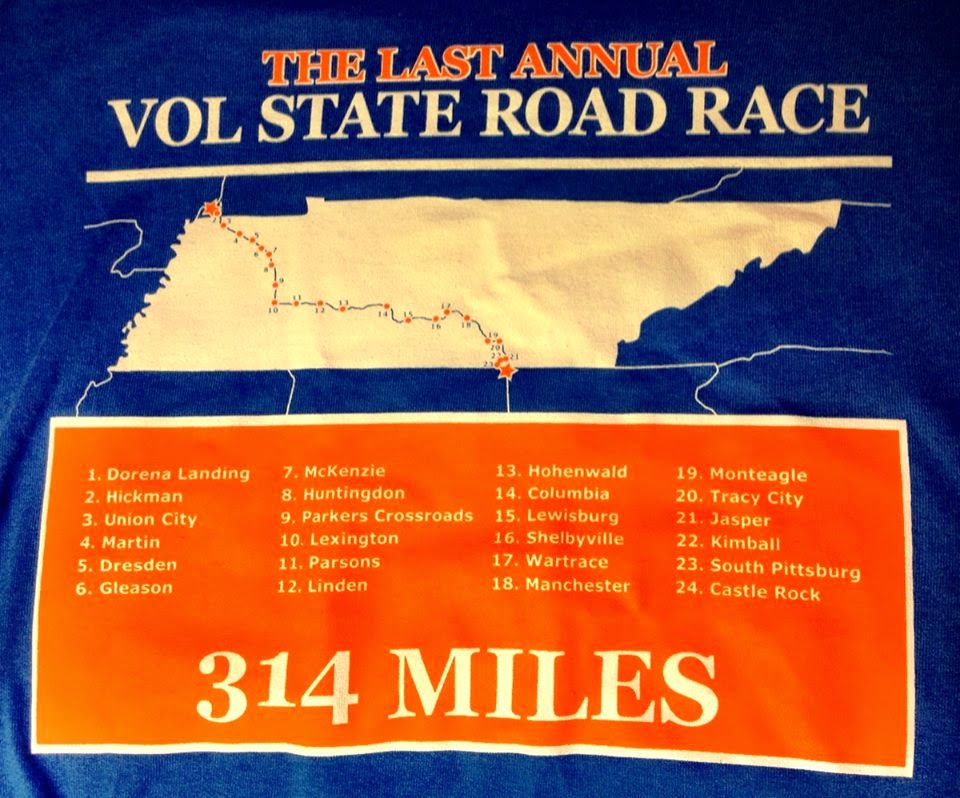 THE LAST ANNUAL
VOL STATE ROAD RACE
1. Dorena Landing
2. Hickman
3. Union City
4. Martin
5. Dresden
6. Gleason
7. McKenzie
8. Huntingdon
9. Parkers Crossroads
10. Lexington
11. Parsons
12. Linden
13. Hohenwald
14. Columbia
15. Lewisburg
16. Shelbyville
17. Wartrace
18. Manchester
19. Monteagle
20. Tracy City
21. Jasper
22. Kimball
23. South Pittsburg
24. Castle Rock
314 MILES